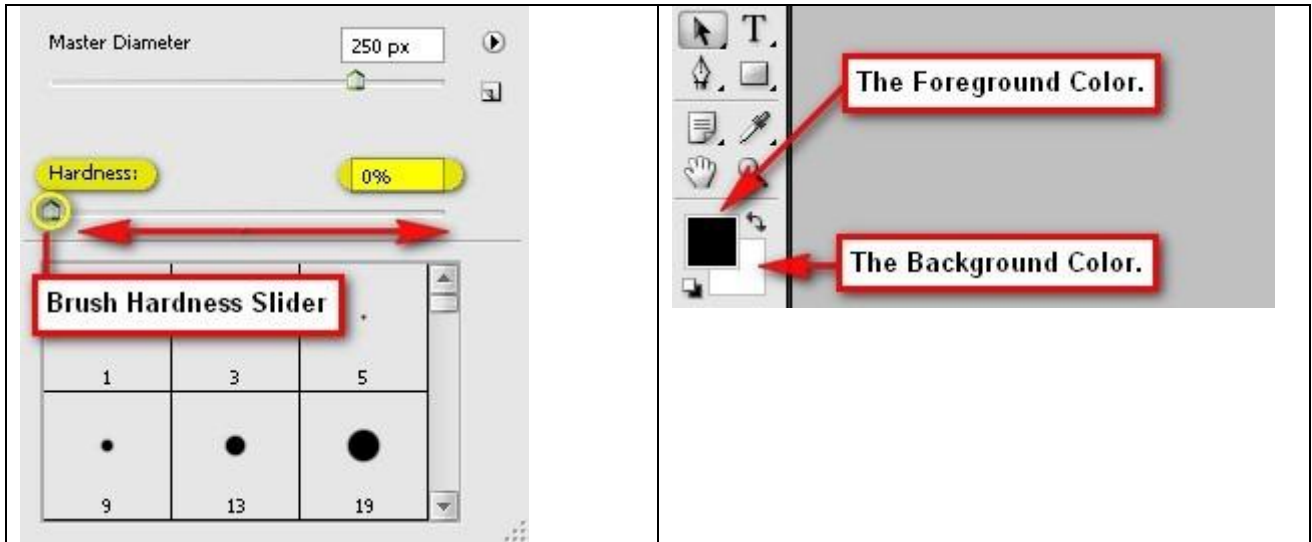 Master Diameter 250 px
Hardness: 0%
Brush Hardness Slider
1 3 5
9 13 19
T
The Foreground Color.
The Background Color.